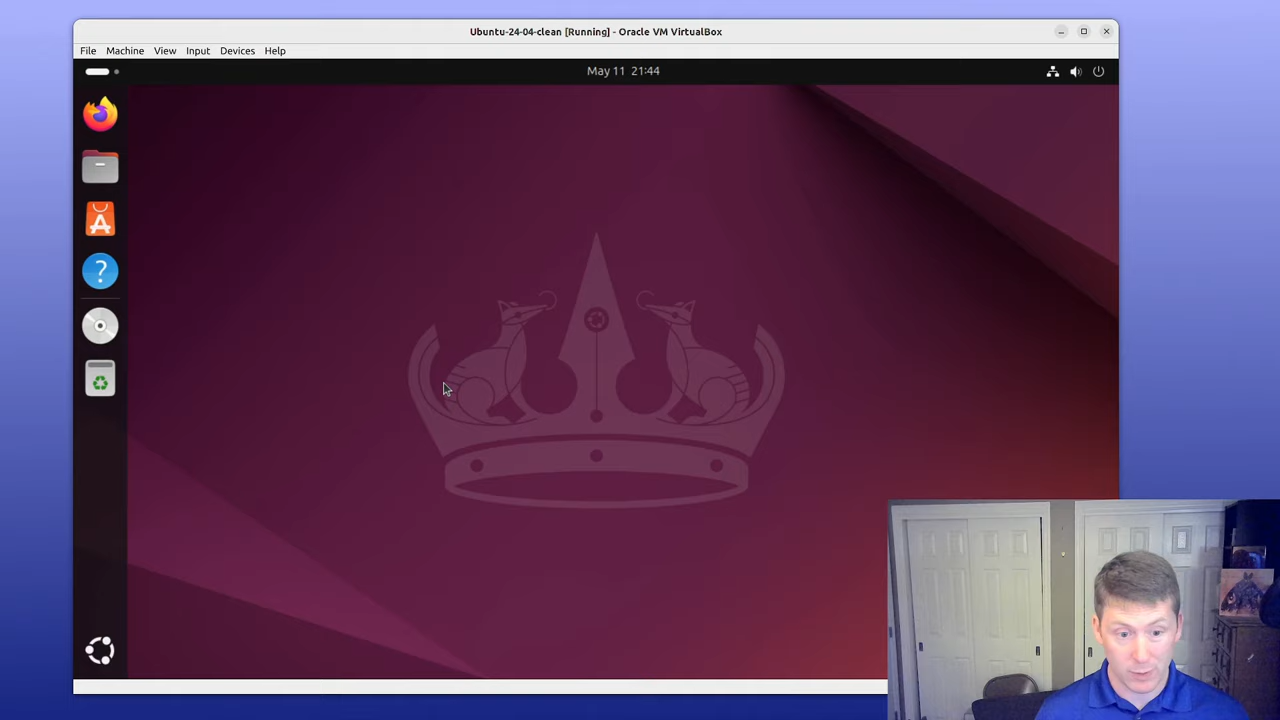 Ubuntu-24-04-clean [Running] - Oracle VM VirtualBox
File Machine View Input Devices Help
May 11 21:44